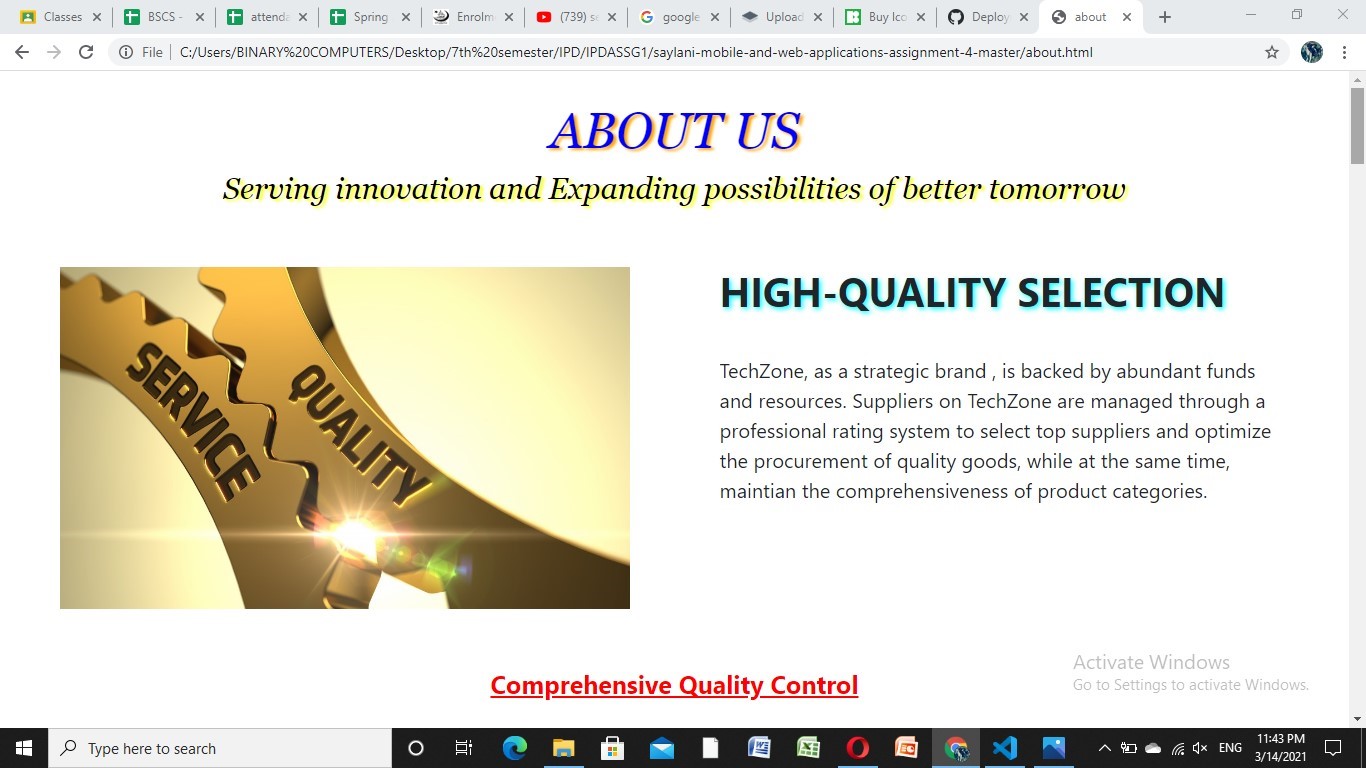 Classes
BSCS -
attenda
Spring
Enrolm
(739) s
google
Upload
Buy Ico
Deploy
about
File
C:/Users/BINARY%20COMPUTERS/Desktop/7th%20semester/IPD/IPDASSG1/saylani-mobile-and-web-applications-assignment-4-master/about.html
ABOUT US
Serving innovation and Expanding possibilities of better tomorrow
SERVICE
QUALITY
HIGH-QUALITY SELECTION
TechZone, as a strategic brand , is backed by abundant funds
and resources. Suppliers on TechZone are managed through a
professional rating system to select top suppliers and optimize
the procurement of quality goods, while at the same time,
maintian the comprehensiveness of product categories.
Comprehensive Quality Control
Activate Windows
Go to Settings to activate Windows.
Type here to search
ENG
11:43 PM
3/14/2021